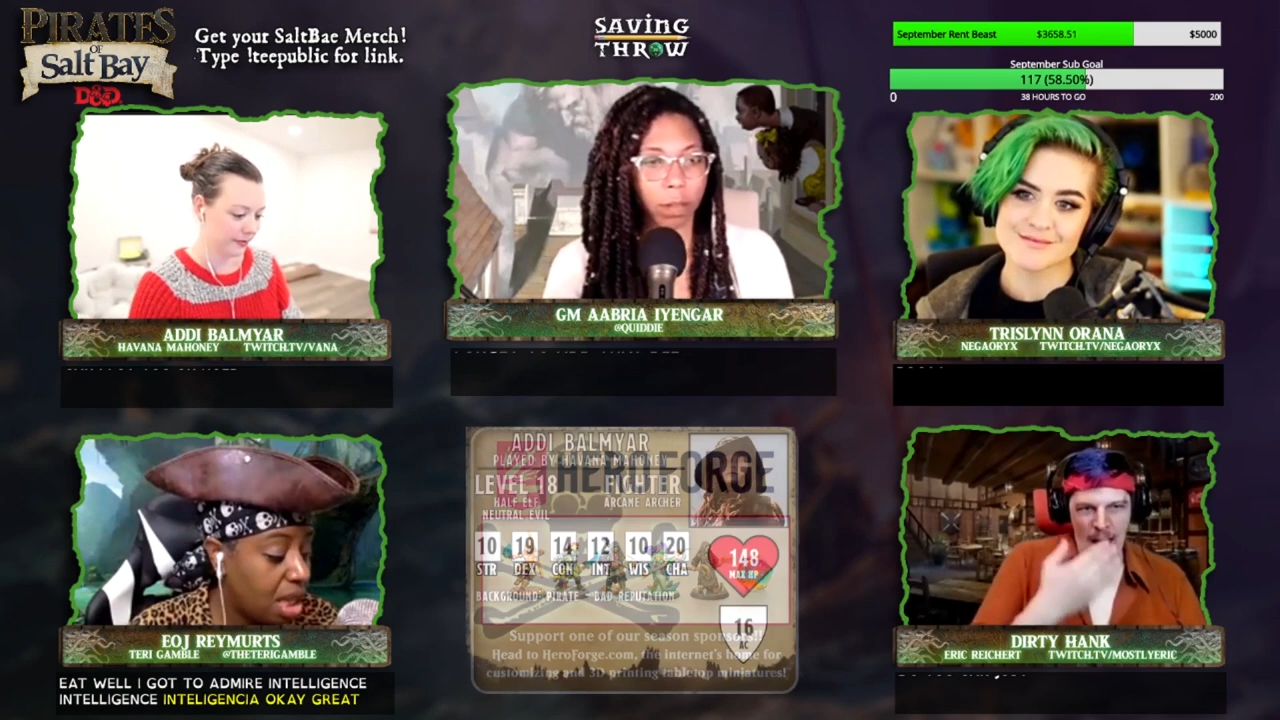 PIRATES
OF
Salt Bay
D&D
Get your SaltBae Merch!
Type !teepublic for link.
SAVING
THROW
September Rent Beast $3658.51 $5000
September Sub Goal
117 (58.50%)
0 38 HOURS TO GO 200
ADDI BALMYAR
HAVANA MAHONEY TWITCH.TV/VANA
GM AABRIA IYENGAR
@QUIDDIE
TRISLYNN ORANA
NEGAORYX TWITCH.TV/NEGAORYX
ADDI BALMYAR
PLAYED BY HAVANA MAHONEY
HEROFORGE
LEVEL 18 FIGHTER
HALF ELF ARCANE ARCHER
NEUTRAL EVIL
10 19 14 12 10 20
STR DEX CON INT WIS CHA
148
MAX HP
BACKGROUND: PIRATE - BAD REPUTATION
16
AC
Support one of our season sponsors!!
Head to HeroForge.com, the internet's home for
customizing and 3D printing tabletop miniatures!
EOJ REYMURTS
TERI GAMBLE @THETERIGAMBLE
DIRTY HANK
ERIC REICHERT TWITCH.TV/MOSTLYERIC
EAT WELL I GOT TO ADMIRE INTELLIGENCE
INTELLIGENCE INTELIGENCIA OKAY GREAT